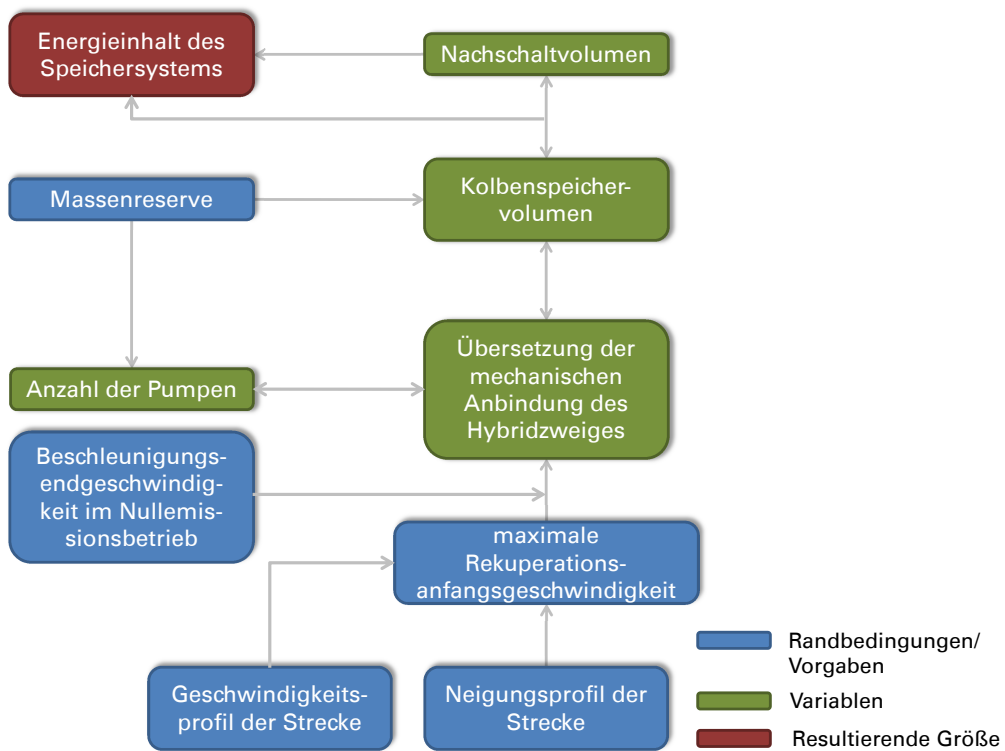 Energieinhalt des
Speichersystems
Nachschaltvolumen
Massenreserve
Kolbenspeicher-
volumen
Anzahl der Pumpen
Übersetzung der
mechanischen
Anbindung des
Hybridzweiges
Beschleunigungs-
endgeschwindig-
keit im Nullemis-
sionsbetrieb
maximale
Rekuperations-
anfangsgeschwindigkeit
Geschwindigkeits-
profil der Strecke
Neigungsprofil der
Strecke
Randbedingungen/
Vorgaben
Variablen
Resultierende Größe